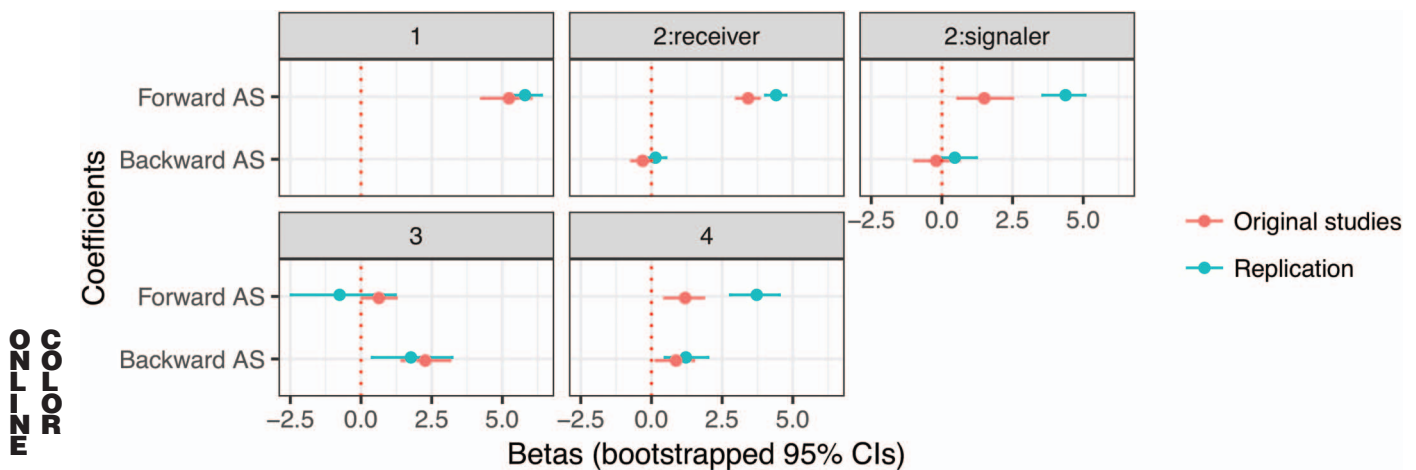 1
2:receiver
2:signaler
Forward AS
Backward AS
−2.5 0.0 2.5 5.0
3
4
Forward AS
Backward AS
−2.5 0.0 2.5 5.0
−2.5 0.0 2.5 5.0
Coefficients
Betas (bootstrapped 95% CIs)
Original studies
Replication
ONLINE
COLOR